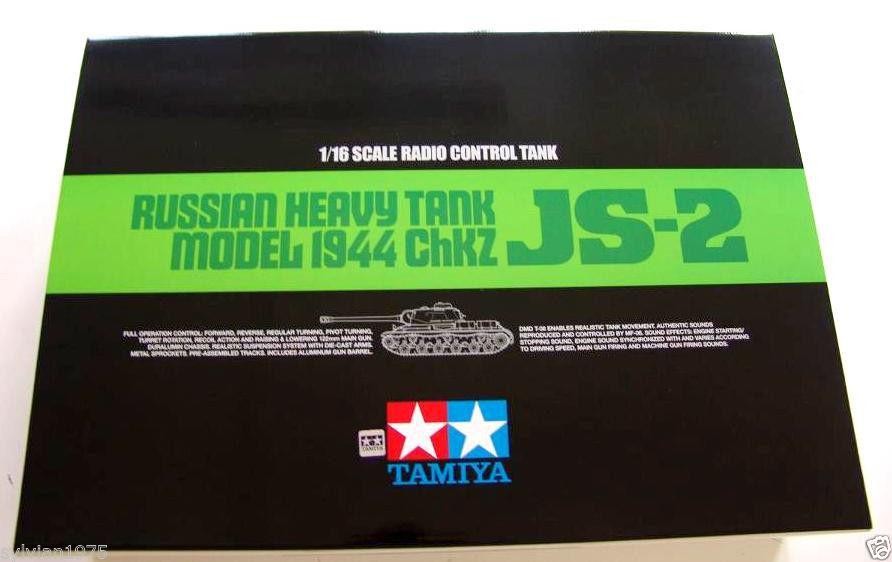 1/16 SCALE RADIO CONTROL TANK
RUSSIAN HEAVY TANK
MODEL 1944 ChKZ
JS-2
FULL OPERATION CONTROL: FORWARD, REVERSE, REGULAR TURNING, PIVOT TURNING,
TURRET ROTATION, RECOIL ACTION AND RAISING & LOWERING 122mm MAIN GUN.
DURALUMIN CHASSIS. REALISTIC SUSPENSION SYSTEM WITH DIE-CAST ARMS.
METAL SPROCKETS. PRE-ASSEMBLED TRACKS. INCLUDES ALUMINUM GUN BARREL.
DMD T-08 ENABLES REALISTIC TANK MOVEMENT. AUTHENTIC SOUNDS
REPRODUCED AND CONTROLLED BY MF-08. SOUND EFFECTS: ENGINE STARTING/
STOPPING SOUND, ENGINE SOUND SYNCHRONIZED WITH AND VARIES ACCORDING
TO DRIVING SPEED, MAIN GUN FIRING AND MACHINE GUN FIRING SOUNDS.
TAMIYA
TAMIYA
sylvian1975